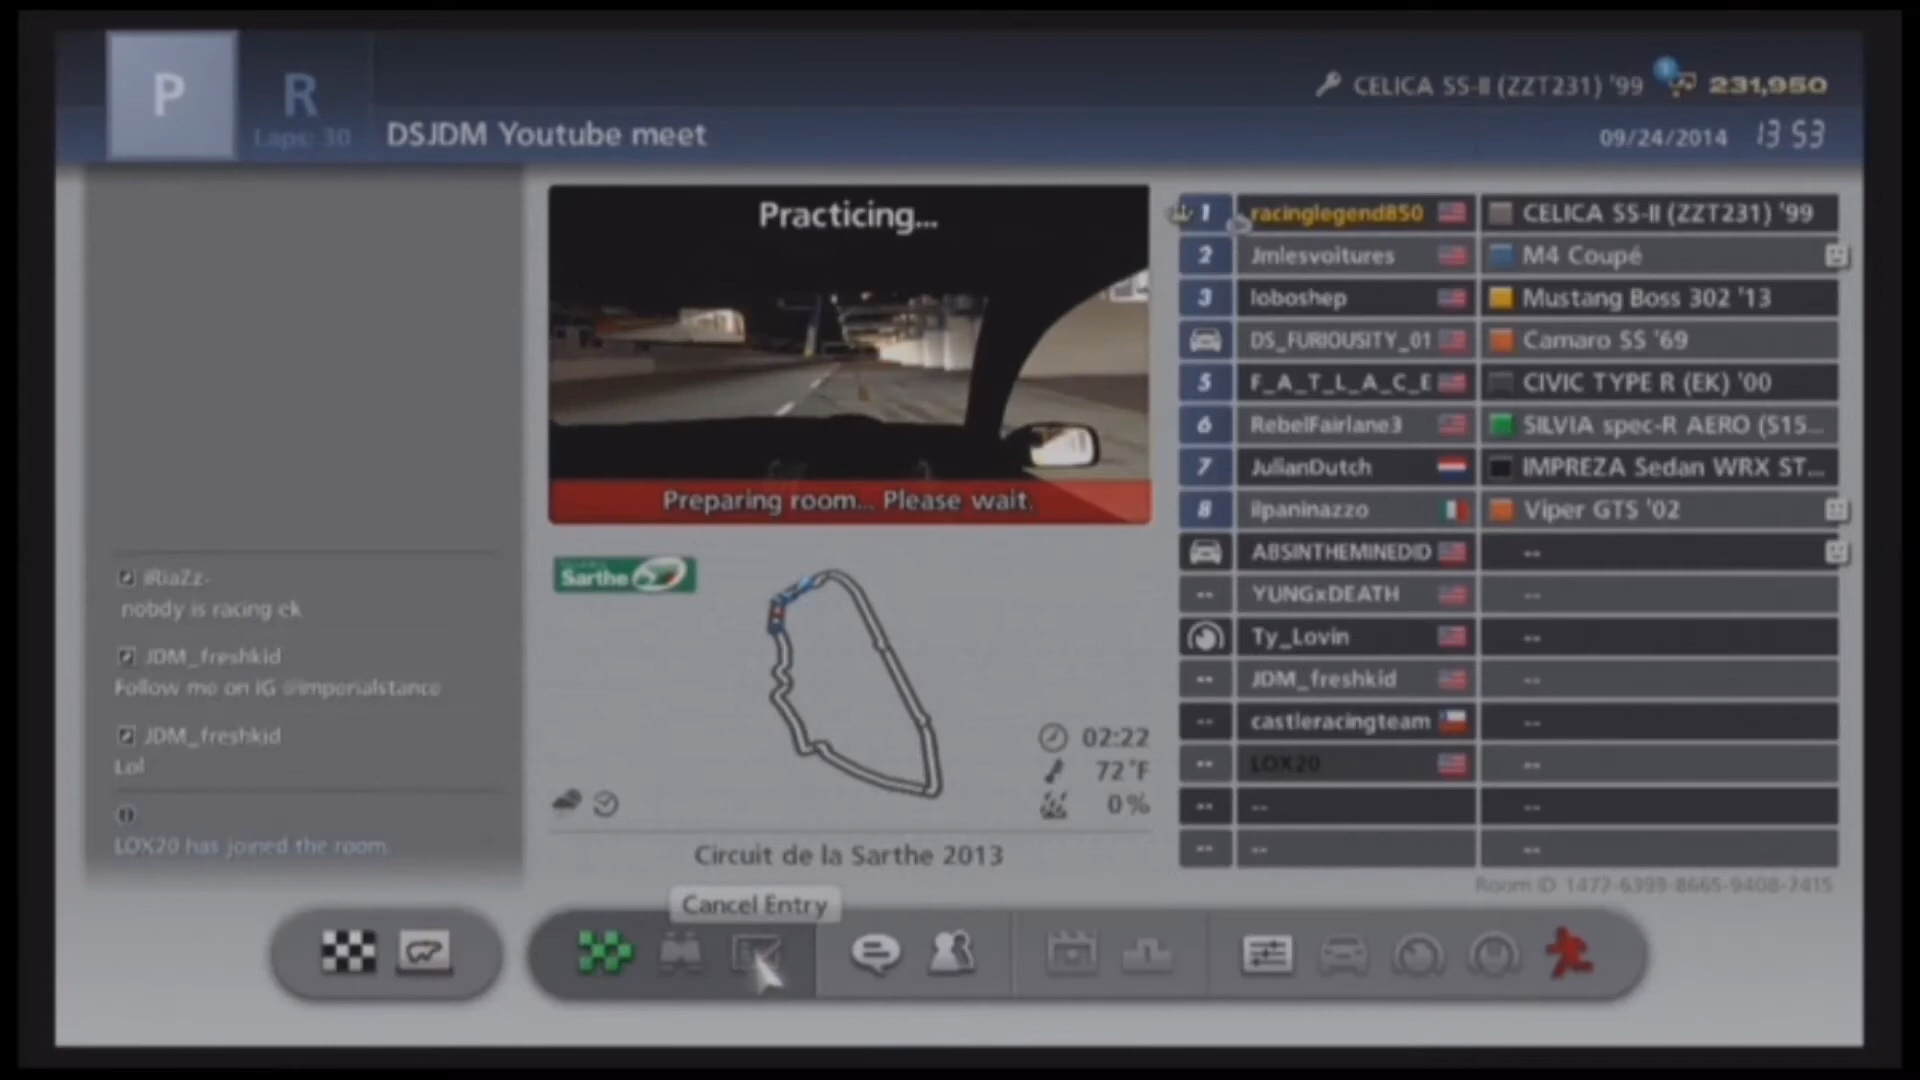 P
R
Laps: 30
DSJDM Youtube meet
CELICA SS-II (ZZT231) '99
231,950
09/24/2014 13 53
iRiaZz-
nobdy is racing ek
JDM_freshkid
Follow me on IG @imperialstance
JDM_freshkid
Lol
LOX20 has joined the room.
Practicing...
Preparing room... Please wait.
Sarthe
02:22
72°F
0%
Circuit de la Sarthe 2013
1 racinglegend850 CELICA SS-II (ZZT231) '99
2 Jmlesvoitures M4 Coupé
3 loboshep Mustang Boss 302 '13
DS_FURIOUSITY_01 Camaro SS '69
5 F_A_T_L_A_C_E CIVIC TYPE R (EK) '00
6 RebelFairlane3 SILVIA spec-R AERO (S15...
7 JulianDutch IMPREZA Sedan WRX ST...
8 ilpaninazzo Viper GTS '02
ABSINTHEMINEDID --
-- YUNGxDEATH --
Ty_Lovin --
-- JDM_freshkid --
-- castleracingteam --
-- LOX20 --
-- -- --
-- -- --
Room ID 1472-6393-8665-9408-2415
Cancel Entry